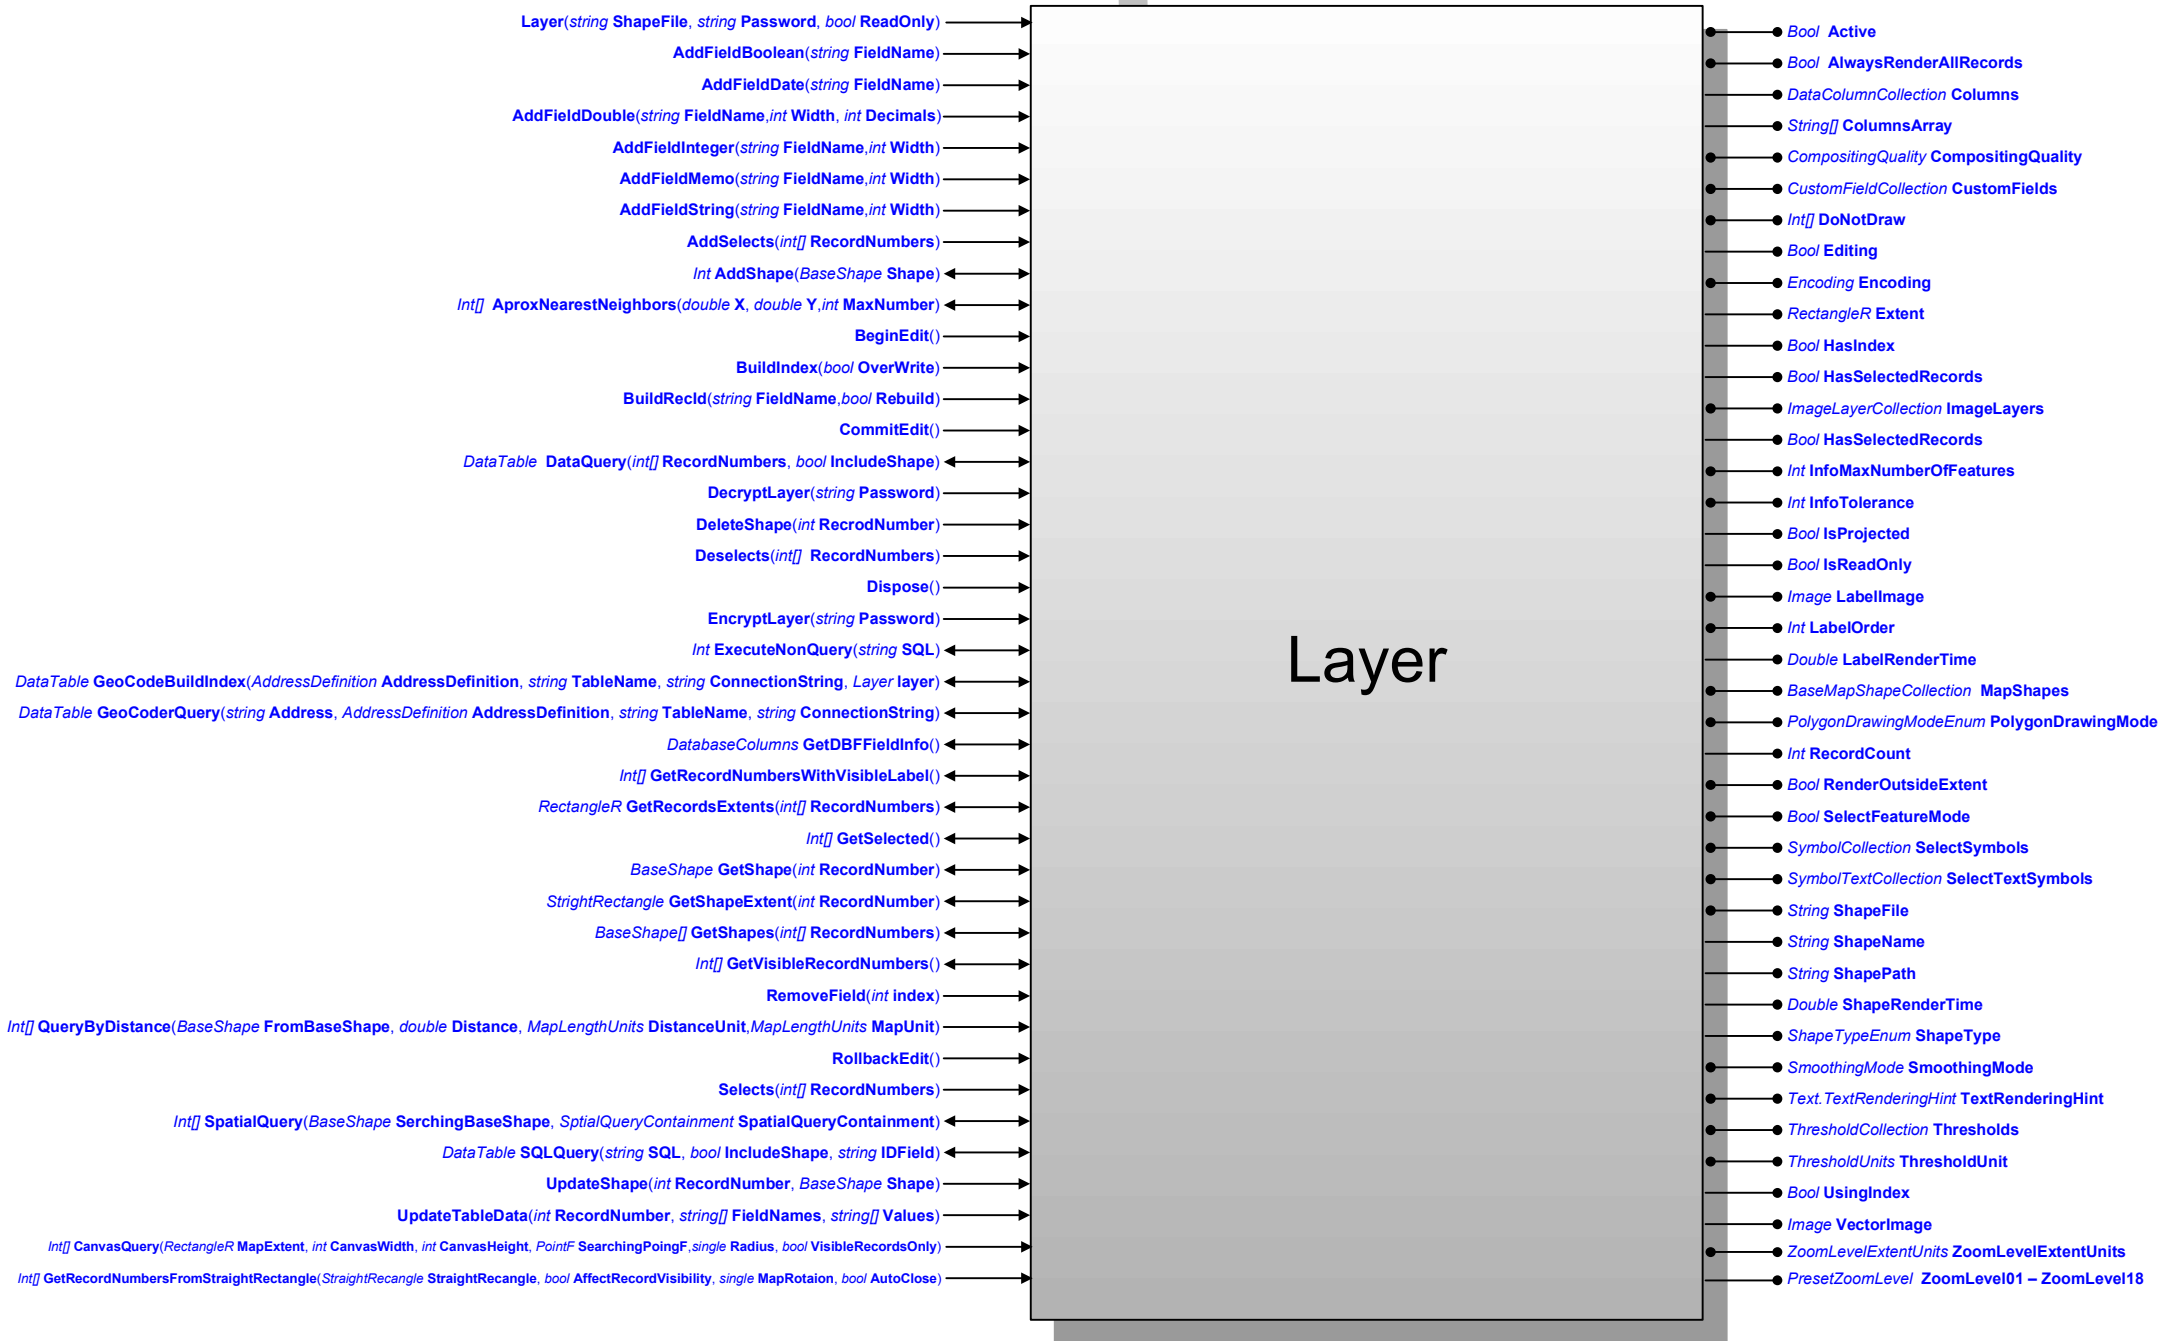 Layer(string ShapeFile, string Password, bool ReadOnly)
AddFieldBoolean(string FieldName)
AddFieldDate(string FieldName)
AddFieldDouble(string FieldName,int Width, int Decimals)
AddFieldInteger(string FieldName,int Width)
AddFieldMemo(string FieldName,int Width)
AddFieldString(string FieldName,int Width)
AddSelects(int[] RecordNumbers)
Int AddShape(BaseShape Shape)
Int[] AproxNearestNeighbors(double X, double Y,int MaxNumber)
BeginEdit()
BuildIndex(bool OverWrite)
BuildRecId(string FieldName,bool Rebuild)
CommitEdit()
DataTable DataQuery(int[] RecordNumbers, bool IncludeShape)
DecryptLayer(string Password)
DeleteShape(int RecrodNumber)
Deselects(int[] RecordNumbers)
Dispose()
EncryptLayer(string Password)
Int ExecuteNonQuery(string SQL)
DataTable GeoCodeBuildIndex(AddressDefinition AddressDefinition, string TableName, string ConnectionString, Layer layer)
DataTable GeoCoderQuery(string Address, AddressDefinition AddressDefinition, string TableName, string ConnectionString)
DatabaseColumns GetDBFFieldInfo()
Int[] GetRecordNumbersWithVisibleLabel()
RectangleR GetRecordsExtents(int[] RecordNumbers)
Int[] GetSelected()
BaseShape GetShape(int RecordNumber)
StrightRectangle GetShapeExtent(int RecordNumber)
BaseShape[] GetShapes(int[] RecordNumbers)
Int[] GetVisibleRecordNumbers()
RemoveField(int index)
Int[] QueryByDistance(BaseShape FromBaseShape, double Distance, MapLengthUnits DistanceUnit,MapLengthUnits MapUnit)
RollbackEdit()
Selects(int[] RecordNumbers)
Int[] SpatialQuery(BaseShape SerchingBaseShape, SptialQueryContainment SpatialQueryContainment)
DataTable SQLQuery(string SQL, bool IncludeShape, string IDField)
UpdateShape(int RecordNumber, BaseShape Shape)
UpdateTableData(int RecordNumber, string[] FieldNames, string[] Values)
Int[] CanvasQuery(RectangleR MapExtent, int CanvasWidth, int CanvasHeight, PointF SearchingPoingF,single Radius, bool VisibleRecordsOnly)
Int[] GetRecordNumbersFromStraightRectangle(StraightRecangle StraightRecangle, bool AffectRecordVisibility, single MapRotaion, bool AutoClose)
Layer
Bool Active
Bool AlwaysRenderAllRecords
DataColumnCollection Columns
String[] ColumnsArray
CompositingQuality CompositingQuality
CustomFieldCollection CustomFields
Int[] DoNotDraw
Bool Editing
Encoding Encoding
RectangleR Extent
Bool HasIndex
Bool HasSelectedRecords
ImageLayerCollection ImageLayers
Bool HasSelectedRecords
Int InfoMaxNumberOfFeatures
Int InfoTolerance
Bool IsProjected
Bool IsReadOnly
Image LabelImage
Int LabelOrder
Double LabelRenderTime
BaseMapShapeCollection MapShapes
PolygonDrawingModeEnum PolygonDrawingMode
Int RecordCount
Bool RenderOutsideExtent
Bool SelectFeatureMode
SymbolCollection SelectSymbols
SymbolTextCollection SelectTextSymbols
String ShapeFile
String ShapeName
String ShapePath
Double ShapeRenderTime
ShapeTypeEnum ShapeType
SmoothingMode SmoothingMode
Text.TextRenderingHint TextRenderingHint
ThresholdCollection Thresholds
ThresholdUnits ThresholdUnit
Bool UsingIndex
Image VectorImage
ZoomLevelExtentUnits ZoomLevelExtentUnits
PresetZoomLevel ZoomLevel01 – ZoomLevel18